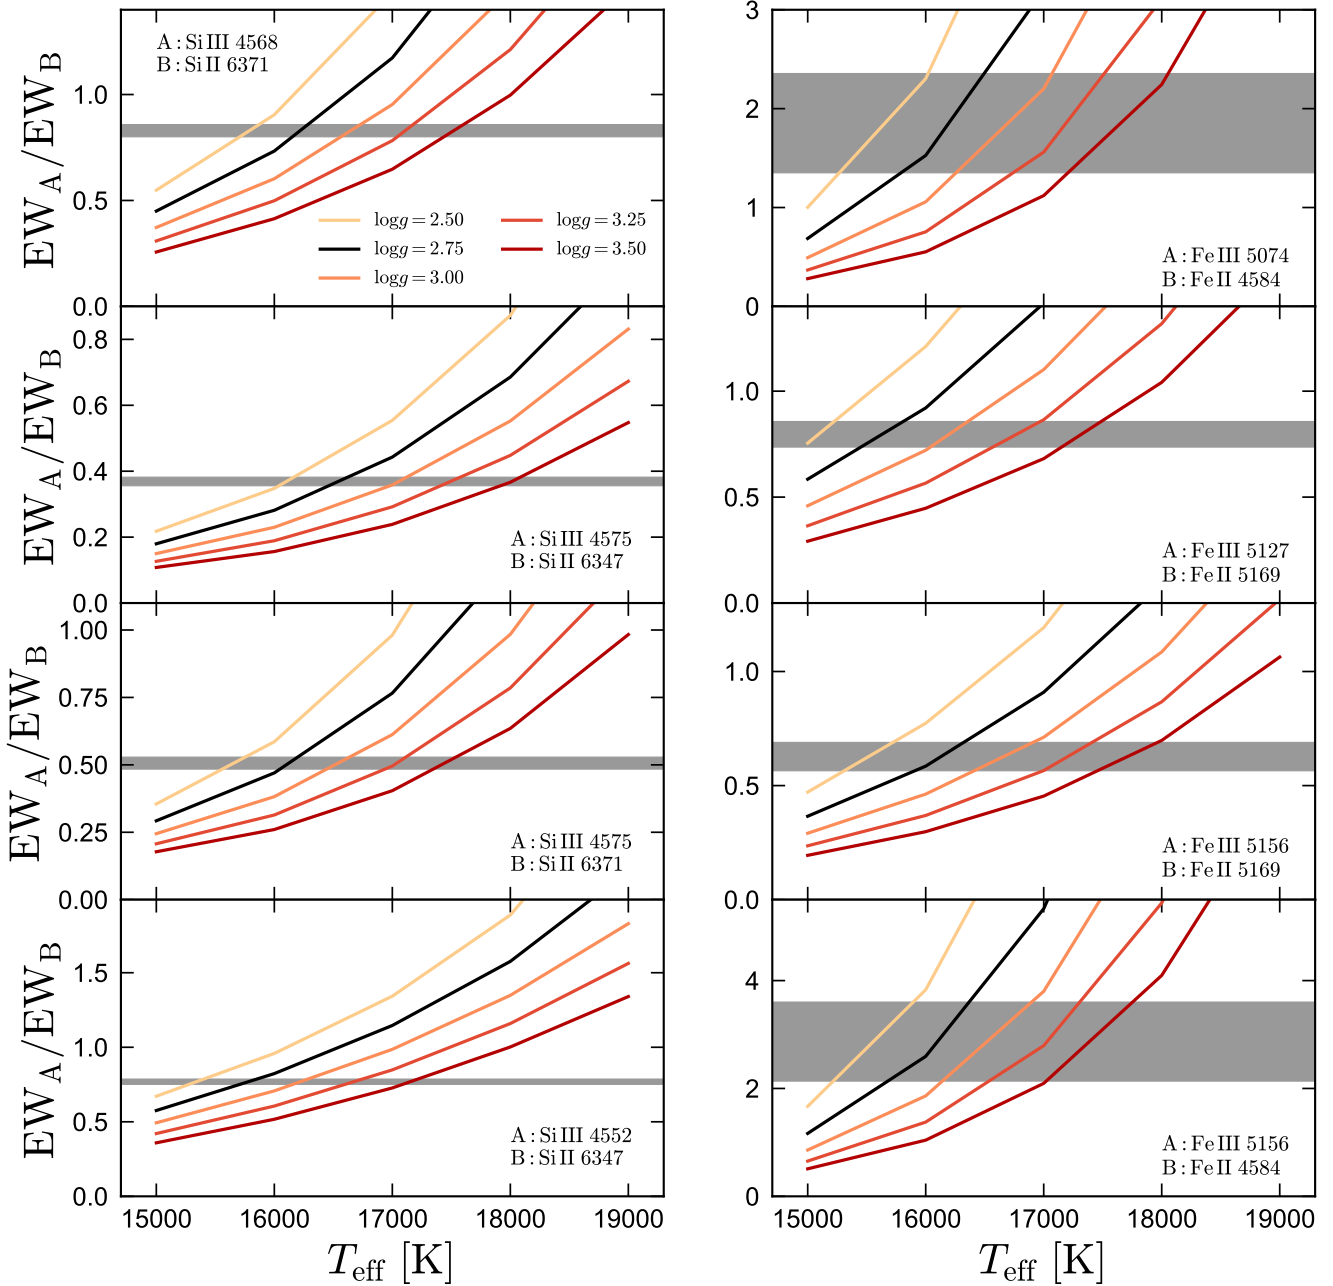 EW_A/EW_B
1.0
0.5
0.0
A: Si III 4568
B: Si II 6371
log g = 2.50
log g = 2.75
log g = 3.00
log g = 3.25
log g = 3.50
3
2
1
0
A: Fe III 5074
B: Fe II 4584
EW_A/EW_B
0.8
0.6
0.4
0.2
0.0
A: Si III 4575
B: Si II 6347
1.0
0.5
0.0
A: Fe III 5127
B: Fe II 5169
EW_A/EW_B
1.00
0.75
0.50
0.25
0.00
A: Si III 4575
B: Si II 6371
1.0
0.5
0.0
A: Fe III 5156
B: Fe II 5169
EW_A/EW_B
1.5
1.0
0.5
0.0
A: Si III 4552
B: Si II 6347
15000 16000 17000 18000 19000
T_eff [K]
4
2
0
A: Fe III 5156
B: Fe II 4584
15000 16000 17000 18000 19000
T_eff [K]